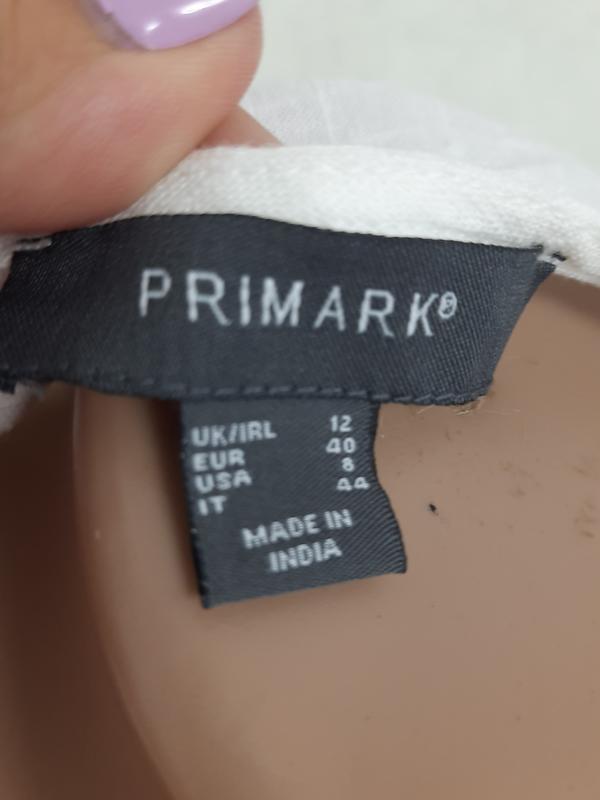 PRIMARK®
UK/IRL 12
EUR 40
USA 8
IT 44
MADE IN
INDIA